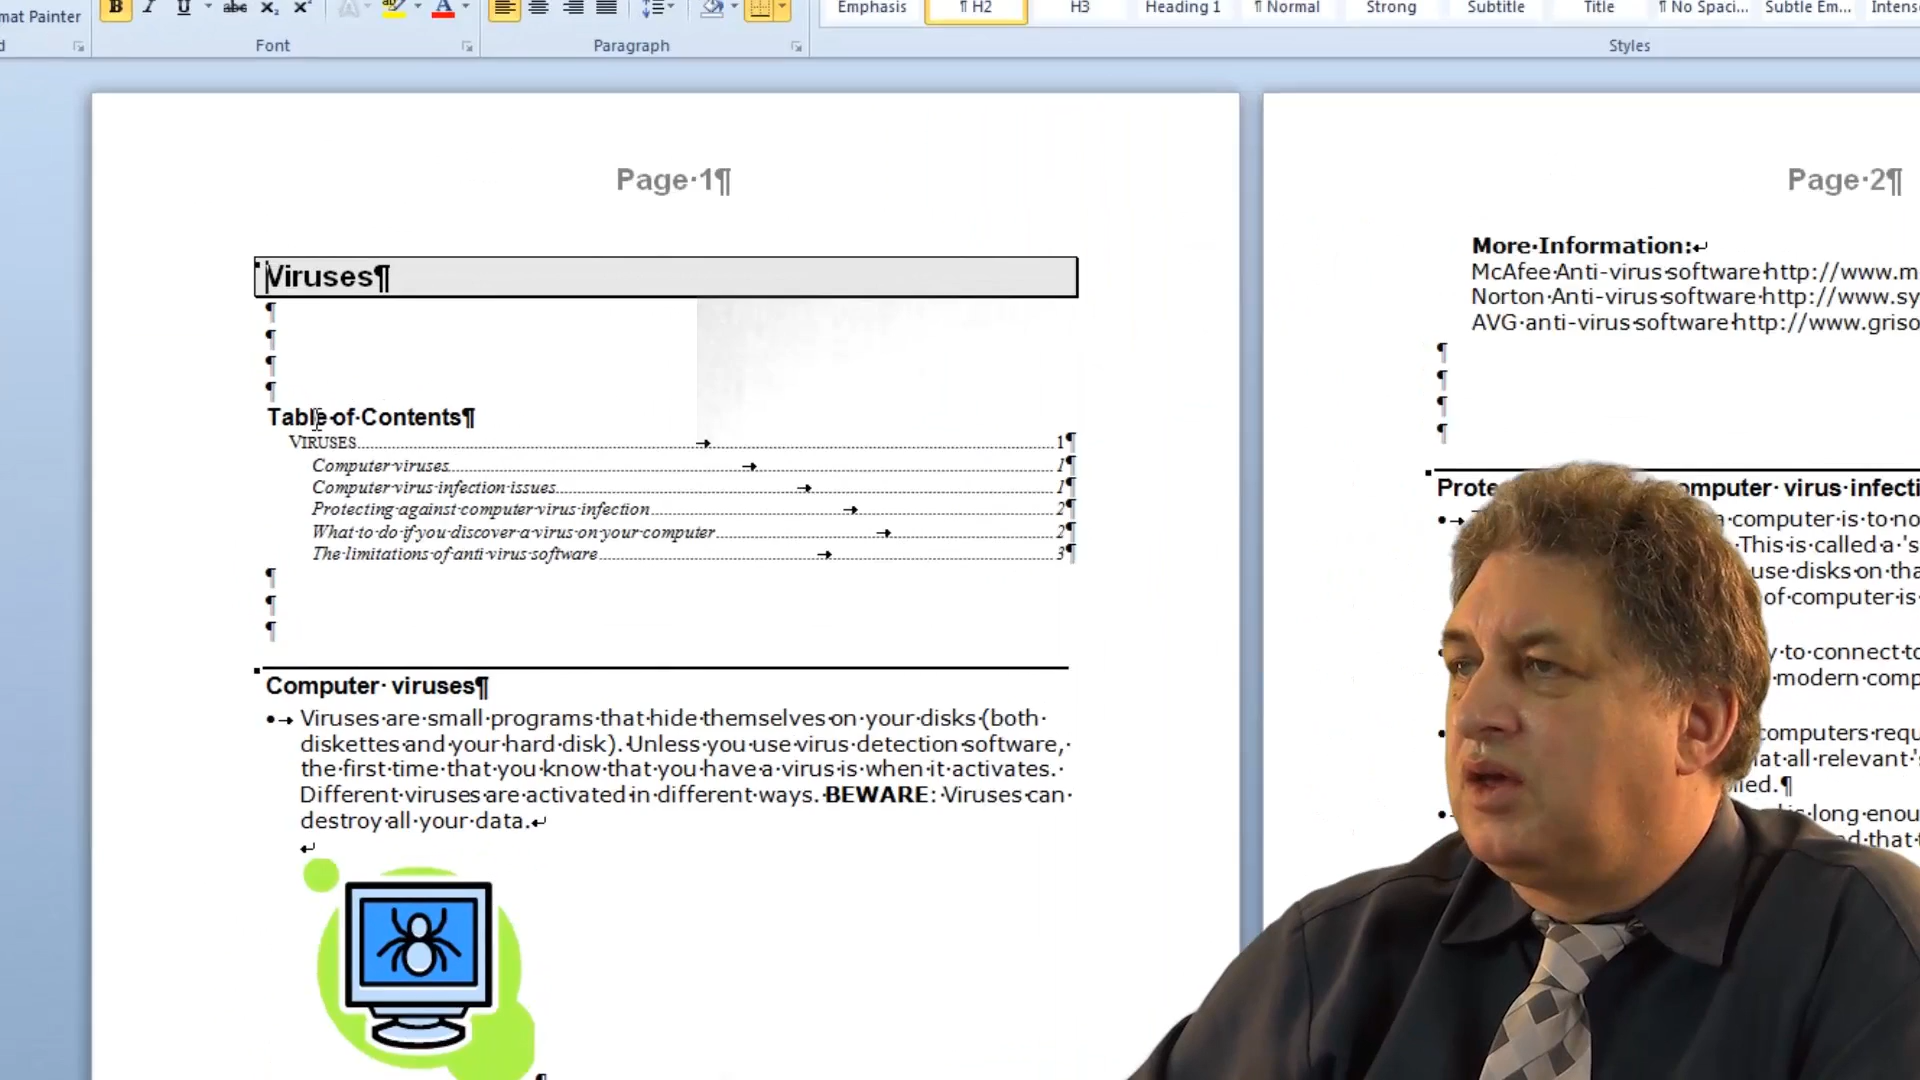 mat Painter
B
U
abc
Font
Paragraph
Emphasis
¶ H2
H3
Heading 1
¶ Normal
Strong
Subtitle
Title
¶ No Spaci...
Subtle Em...
Intens
Styles
Page·1¶
Viruses¶
¶
¶
¶
¶
Table·of·Contents¶
VIRUSES 1¶
Computer·viruses 1¶
Computer·virus·infection·issues 1¶
Protecting·against·computer·virus·infection 2¶
What·to·do·if·you·discover·a·virus·on·your·computer 2¶
The·limitations·of·anti·virus·software 3¶
¶
¶
¶
Computer·viruses¶
Viruses·are·small·programs·that·hide·themselves·on·your·disks·(both·
diskettes·and·your·hard·disk).·Unless·you·use·virus·detection·software,·
the·first·time·that·you·know·that·you·have·a·virus·is·when·it·activates.·
Different·viruses·are·activated·in·different·ways.·BEWARE:·Viruses·can·
destroy·all·your·data.↵
↵
¶
Page·2¶
More·Information:↵
McAfee·Anti-virus·software·http://www.m
Norton·Anti-virus·software·http://www.sy
AVG·anti-virus·software·http://www.griso
¶
¶
¶
¶
Prote omputer·virus·infecti
a·computer·is·to·no
This·is·called·a·'s
use·disks·on·tha
of·computer·is·
y·to·connect·to
modern·comp
omputers·requ
at·all·relevant·'s
led.¶
is·long·enou
d·that·t